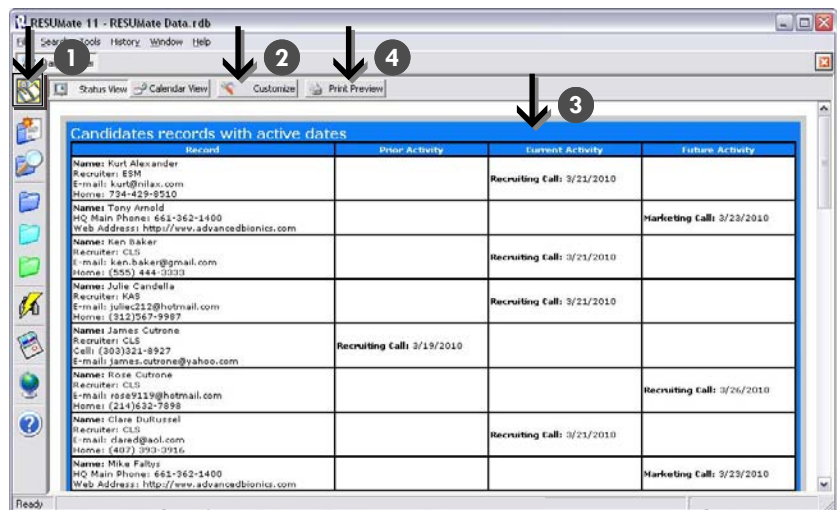 RESUMate 11 - RESUMate Data.rdb
Tools History Window Help
1 2 4
Status View Calendar View Customize Print Preview
3
Candidates records with active dates
Record Prior Activity Current Activity Future Activity
Name: Kurt Alexander
Recruiter: ESM
E-mail: kurt@nilax.com
Home: 734-429-8510
Recruiting Call: 3/21/2010
Name: Tony Arnold
HQ Main Phone: 661-362-1400
Web Address: http://www.advancedbionics.com
Marketing Call: 3/23/2010
Name: Ken Baker
Recruiter: CLS
E-mail: ken.baker@gmail.com
Home: (555) 444-3333
Recruiting Call: 3/21/2010
Name: Julie Candella
Recruiter: KAS
E-mail: juliec212@hotmail.com
Home: (312)567-9987
Recruiting Call: 3/21/2010
Name: James Cutrone
Recruiter: CLS
Cell: (303)321-8927
E-mail: james.cutrone@yahoo.com
Recruiting Call: 3/19/2010
Name: Rose Cutrone
Recruiter: CLS
E-mail: rose9119@hotmail.com
Home: (214)632-7898
Recruiting Call: 3/26/2010
Name: Clare DuRussel
Recruiter: CLS
E-mail: clared@aol.com
Home: (407) 393-3916
Recruiting Call: 3/21/2010
Name: Mike Faltys
HQ Main Phone: 661-362-1400
Web Address: http://www.advancedbionics.com
Marketing Call: 3/23/2010
Ready